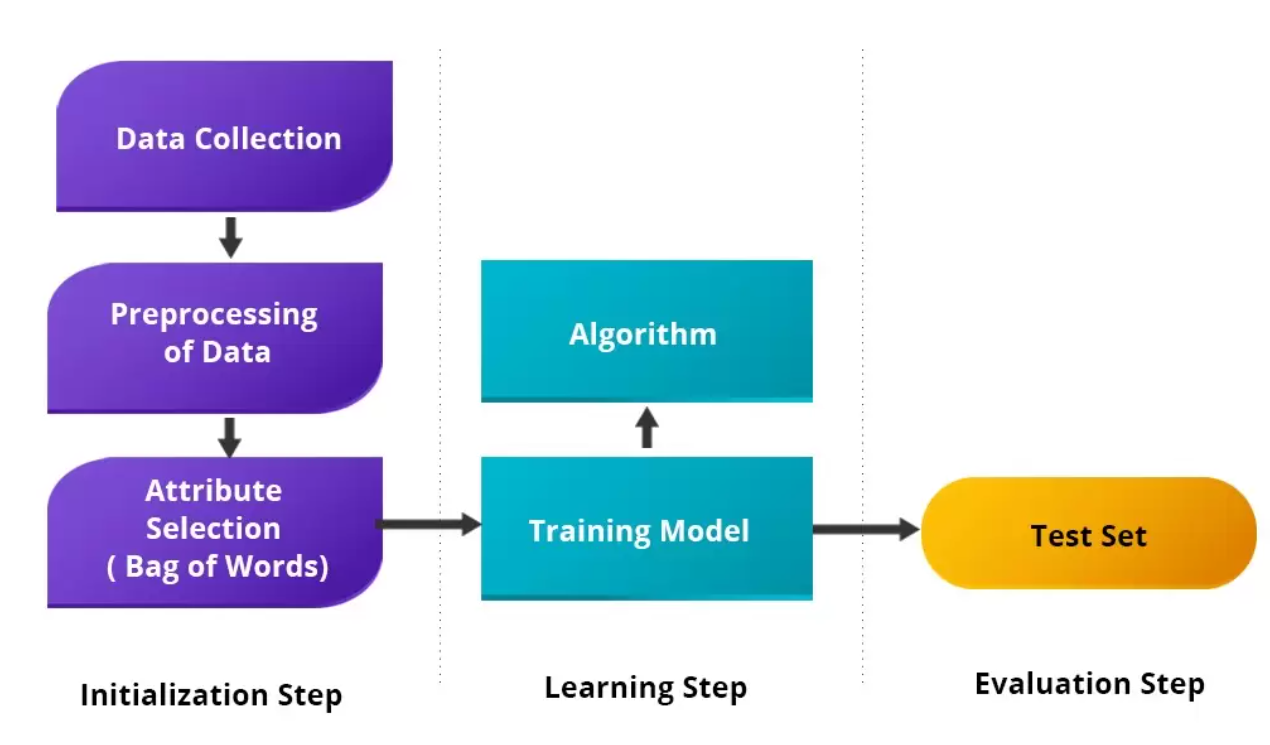 Data Collection
Preprocessing
of Data
Attribute
Selection
( Bag of Words)
Initialization Step
Algorithm
Training Model
Learning Step
Test Set
Evaluation Step